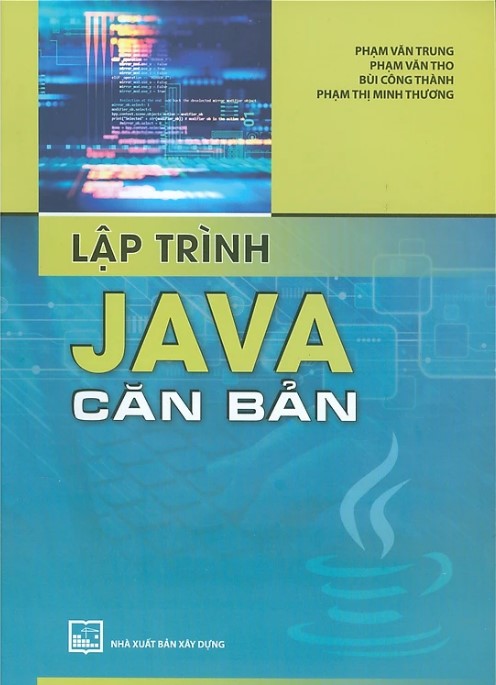 PHẠM VĂN TRUNG
PHẠM VĂN THO
BÙI CÔNG THÀNH
PHẠM THỊ MINH THƯƠNG
LẬP TRÌNH
JAVA
CĂN BẢN
NHÀ XUẤT BẢN XÂY DỰNG